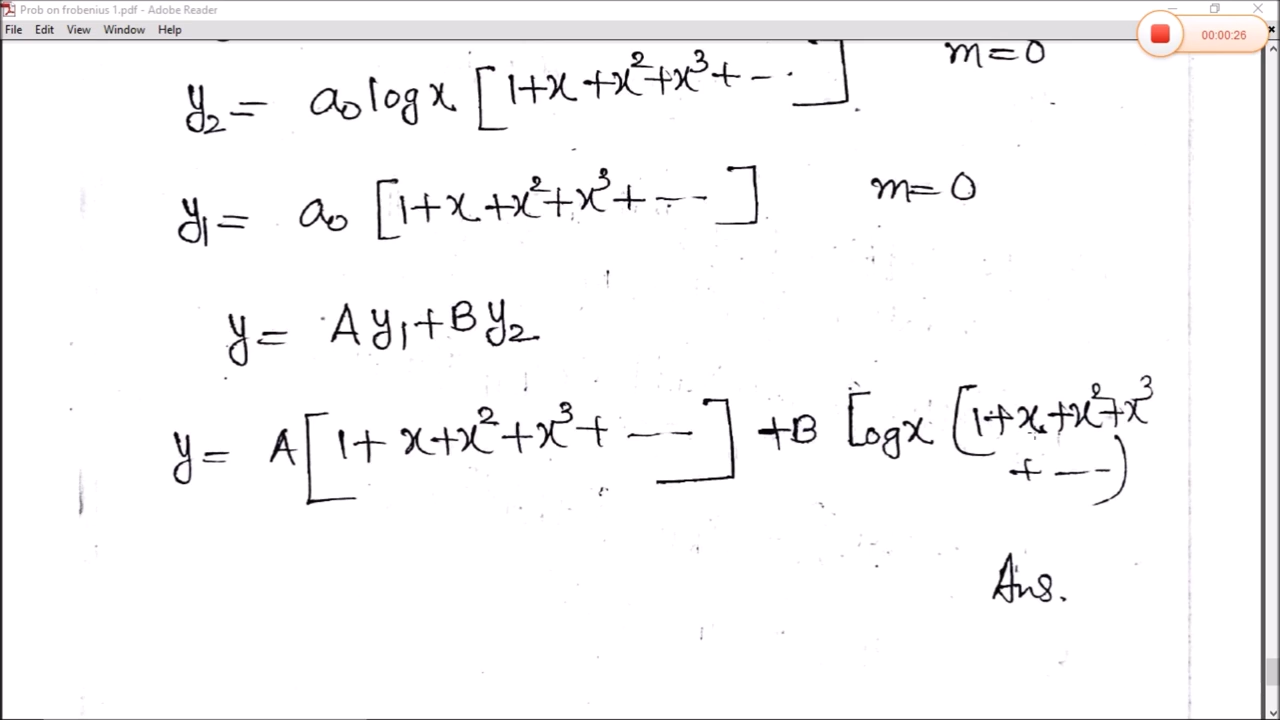 Prob on frobenius 1.pdf - Adobe Reader
File Edit View Window Help
00:00:26
y₂ = a₀ log x [1+x+x²+x³+ --- ] m=0
y₁ = a₀ [1+x+x²+x³+ --- ] m=0
y = Ay₁+By₂
y = A[1+x+x²+x³+ --- ] +B [log x (1+x+x²+x³
+ ---)
Ans.